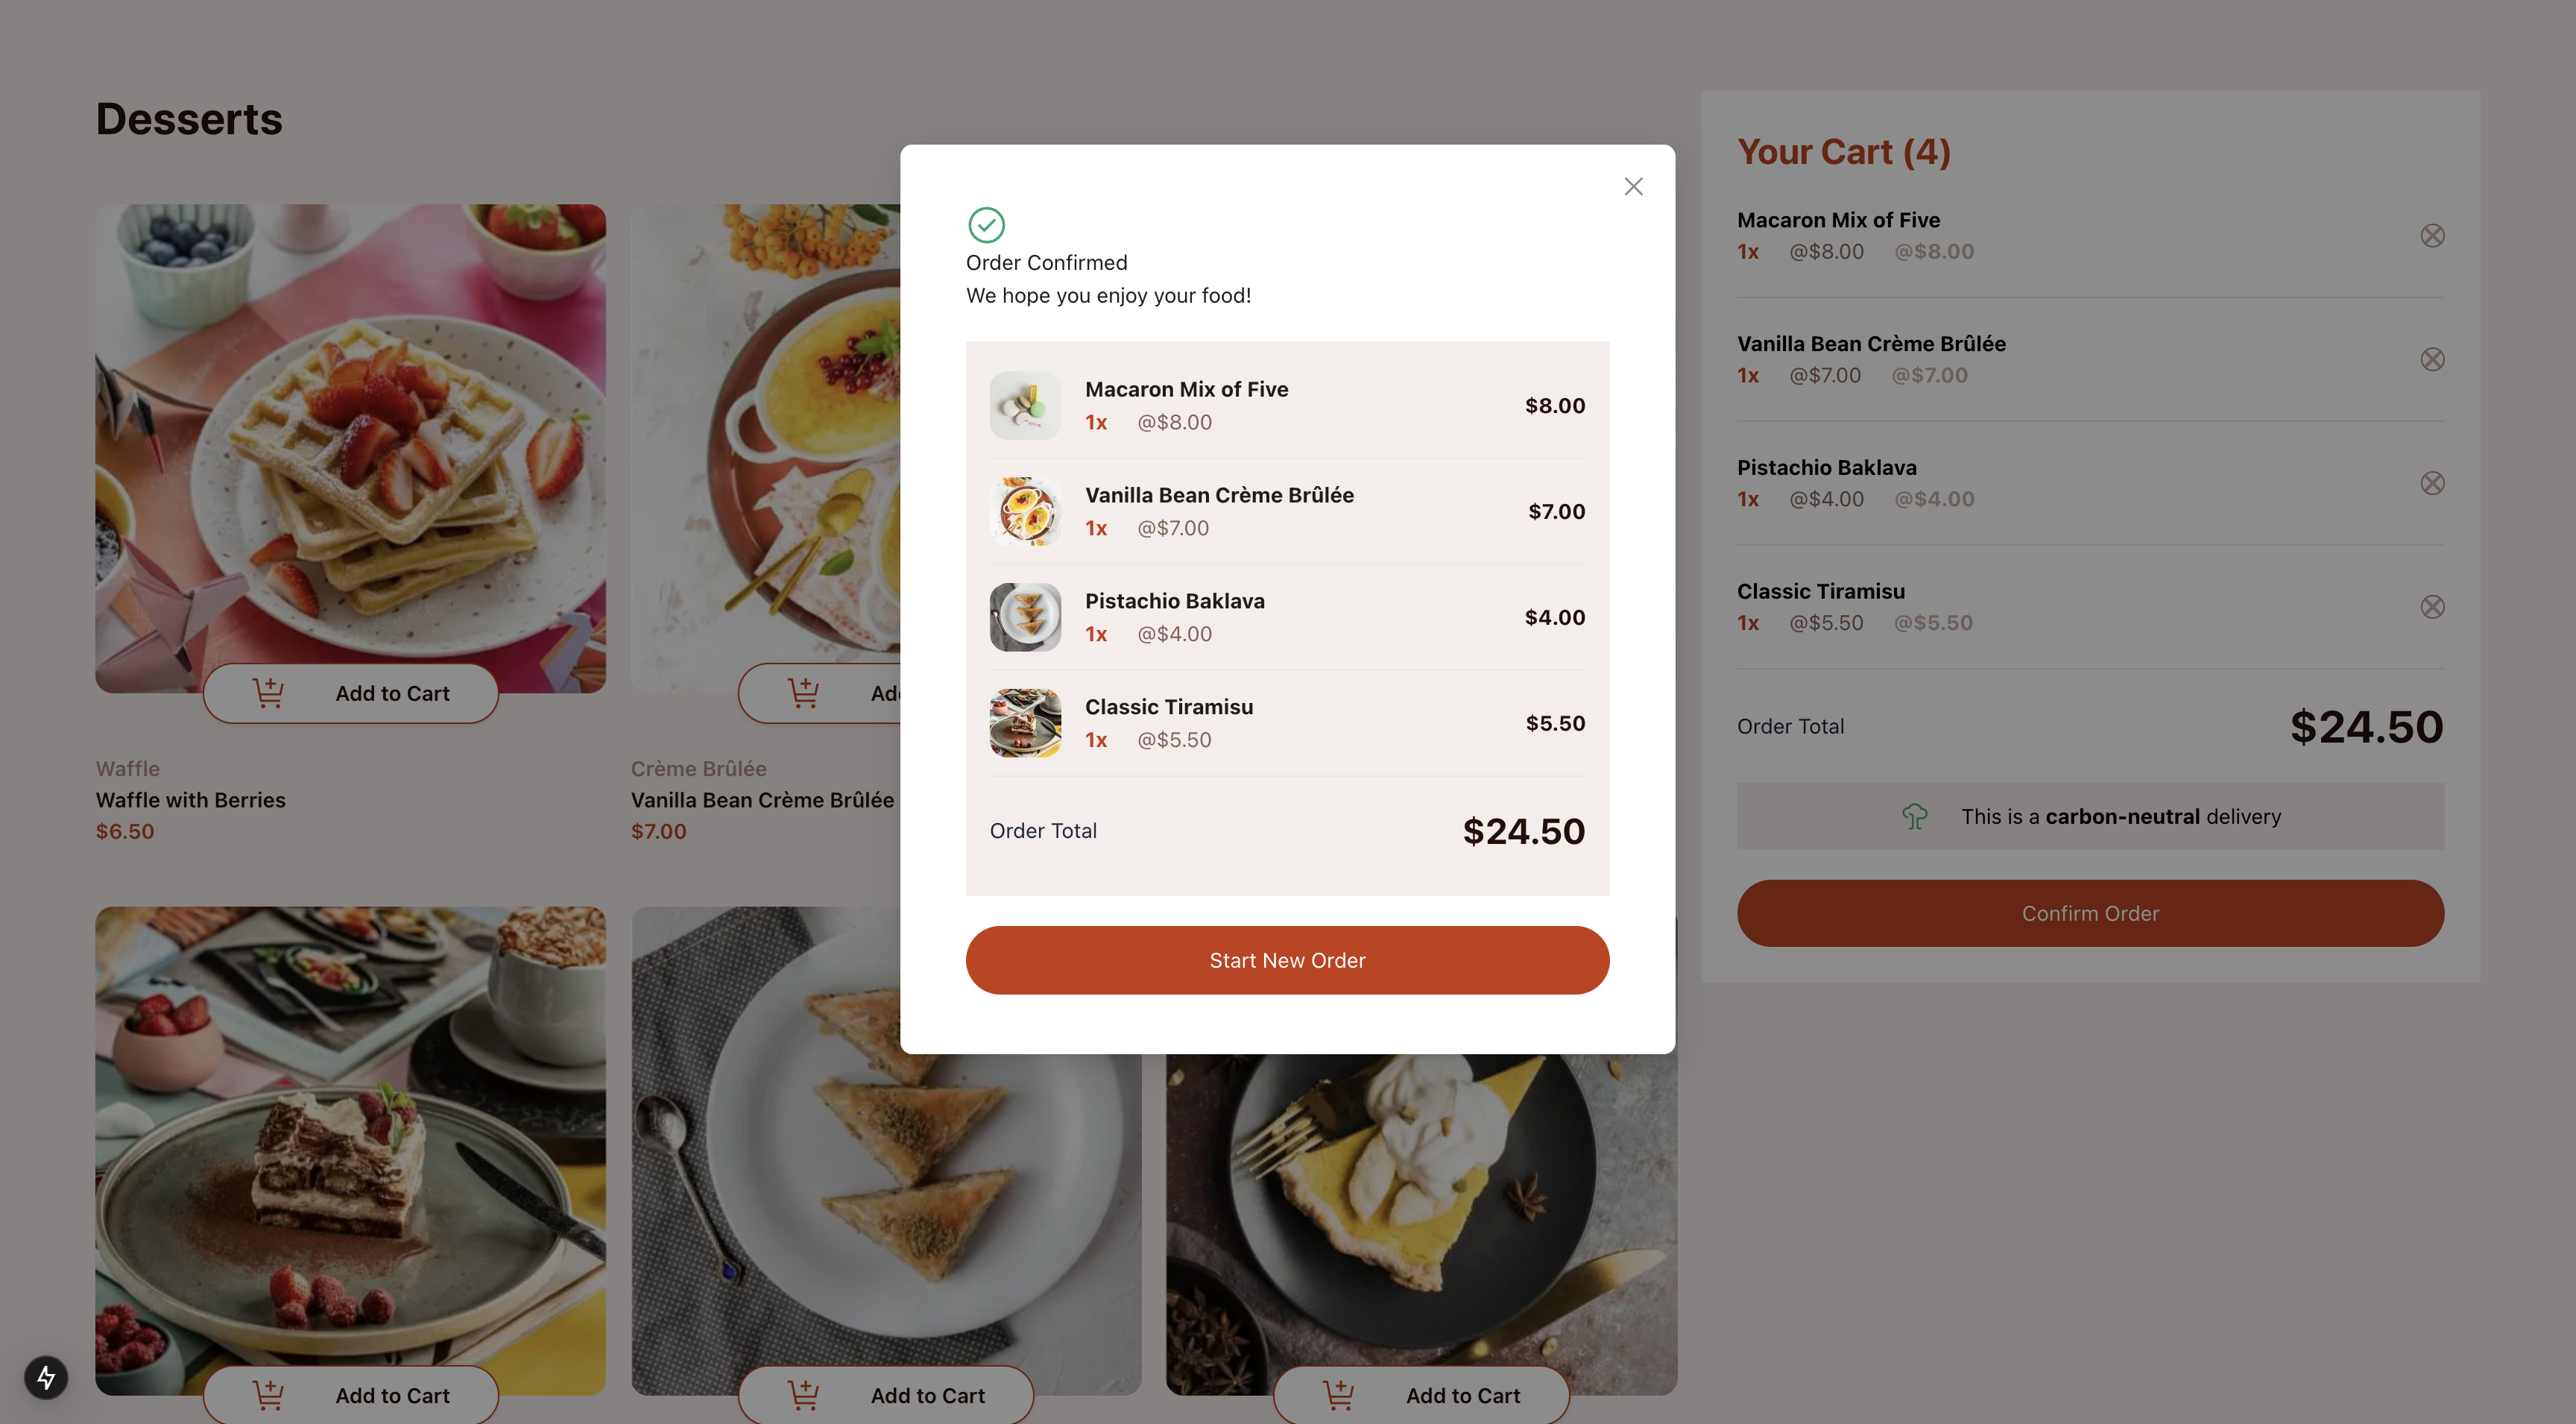 Desserts
Add to Cart
Waffle
Waffle with Berries
$6.50
Crème Brûlée
Vanilla Bean Crème Brûlée
$7.00
Add to Cart
Add to Cart
Add to Cart
Order Confirmed
We hope you enjoy your food!
Macaron Mix of Five
1x @$8.00
$8.00
Vanilla Bean Crème Brûlée
1x @$7.00
$7.00
Pistachio Baklava
1x @$4.00
$4.00
Classic Tiramisu
1x @$5.50
$5.50
Order Total
$24.50
Start New Order
Your Cart (4)
Macaron Mix of Five
1x @$8.00 @$8.00
Vanilla Bean Crème Brûlée
1x @$7.00 @$7.00
Pistachio Baklava
1x @$4.00 @$4.00
Classic Tiramisu
1x @$5.50 @$5.50
Order Total
$24.50
This is a carbon-neutral delivery
Confirm Order